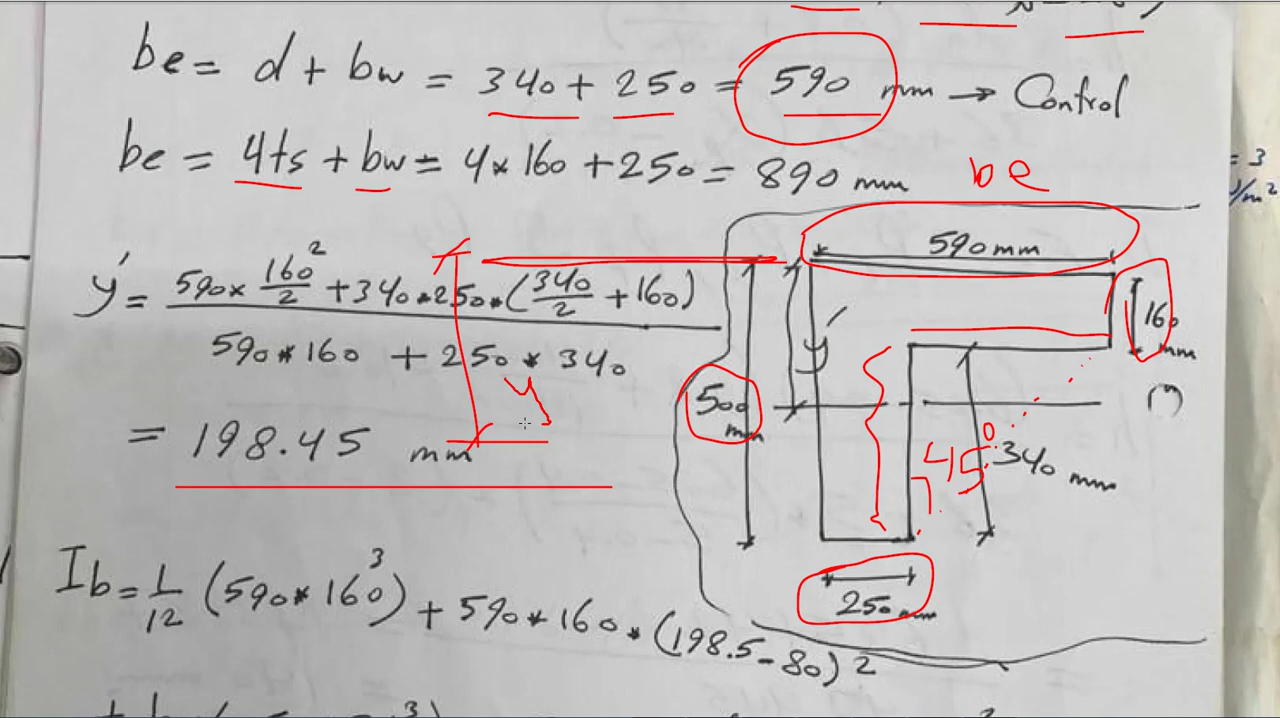 be = d + bw = 340 + 250 = 590 mm → Control
be = 4ts + bw = 4 * 160 + 250 = 890 mm
= 3
/m²
be
y' = (590 * 160²/2 + 340 * 250 * (340/2 + 160)) / (590 * 160 + 250 * 340)
= 198.45 mm
y
590 mm
160 mm
y'
500 mm
45°
340 mm
250 mm
Ib = 1/12 (590 * 160³) + 590 * 160 * (198.5 - 80)2